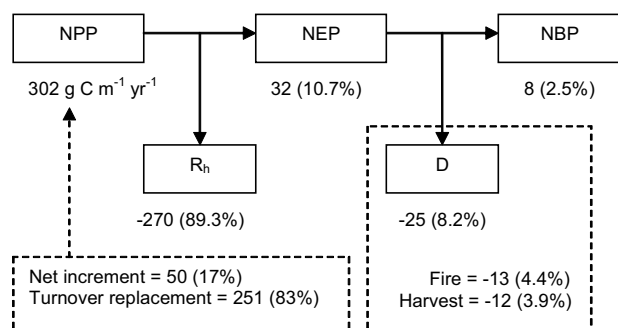 NPP NEP NBP
302 g C m⁻¹ yr⁻¹ 32 (10.7%) 8 (2.5%)
Rₕ D
-270 (89.3%) -25 (8.2%)
Net increment = 50 (17%)
Turnover replacement = 251 (83%)
Fire = -13 (4.4%)
Harvest = -12 (3.9%)